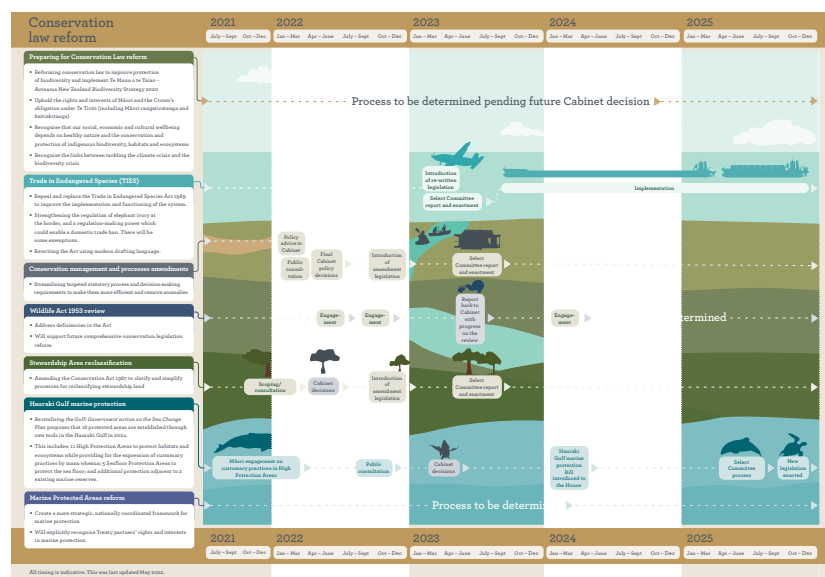 Conservation
law reform
2021
2022
2023
2024
2025
July – Sept
Oct – Dec
Jan – Mar
Apr – June
July – Sept
Oct – Dec
Jan – Mar
Apr – June
July – Sept
Oct – Dec
Jan – Mar
Apr – June
July – Sept
Oct – Dec
Jan – Mar
Apr – June
July – Sept
Oct – Dec
Preparing for Conservation Law reform
• Reforming conservation law to improve protection
of biodiversity and implement Te Mana o te Taiao -
Aotearoa New Zealand Biodiversity Strategy 2020
• Uphold the rights and interests of Māori and the Crown's
obligation under Te Tiriti (including Māori rangatiratanga and
kaitiakitanga)
• Recognise that our social, economic and cultural wellbeing
depends on healthy nature and the conservation and
protection of indigenous biodiversity, habitats and ecosystems
• Recognise the links between tackling the climate crisis and the
biodiversity crisis
Process to be determined pending future Cabinet decision
Trade in Endangered Species (TIES)
• Repeal and replace the Trade in Endangered Species Act 1989
to improve the implementation and functioning of the system.
• Strengthening the regulation of elephant ivory at
the border, and a regulation-making power which
could enable a domestic trade ban. There will be
some exemptions.
• Rewriting the Act using modern drafting language.
Introduction
of re-written
legislation
Select Committee
report and enactment
Implementation
Conservation management and processes amendments
• Streamlining targeted statutory process and decision-making
requirements to make them more efficient and remove anomalies
Policy
advice to
Cabinet
Public
consul-
tation
Final
Cabinet
policy
decisions
Introduction
of
amendment
legislation
Select
Committee report
and enactment
Wildlife Act 1953 review
• Address deficiencies in the Act
• Will support future comprehensive conservation legislation
reform
Engage-
ment
Engage-
ment
Report
back to
Cabinet
with
progress
on the
review
Engage-
ment
termined
Stewardship Area reclassification
• Amending the Conservation Act 1987 to clarify and simplify
processes for reclassifying stewardship land
Scoping/
consultation
Cabinet
decisions
Introduction
of
amendment
legislation
Select
Committee report
and enactment
Hauraki Gulf marine protection
• Revitalising the Gulf: Government action on the Sea Change
Plan proposes that 18 protected areas are established through
new tools in the Hauraki Gulf in 2024.
• This includes: 11 High Protection Areas to protect habitats and
ecosystems while providing for the expression of customary
practices by mana whenua; 5 Seafloor Protection Areas to
protect the sea floor; and additional protection adjacent to 2
existing marine reserves.
Māori engagement on
customary practices in High
Protection Areas
Public
consultation
Cabinet
decisions
Hauraki
Gulf marine
protection
Bill
introduced to
the House
Select
Committee
process
New
legislation
enacted
Marine Protected Areas reform
• Create a more strategic, nationally coordinated framework for
marine protection
• Will explicitly recognise Treaty partners' rights and interests
in marine protection
Process to be determi
2021
2022
2023
2024
2025
July – Sept
Oct – Dec
Jan – Mar
Apr – June
July – Sept
Oct – Dec
Jan – Mar
Apr – June
July – Sept
Oct – Dec
Jan – Mar
Apr – June
July – Sept
Oct – Dec
Jan – Mar
Apr – June
July – Sept
Oct – Dec
All timing is indicative. This was last updated May 2022.